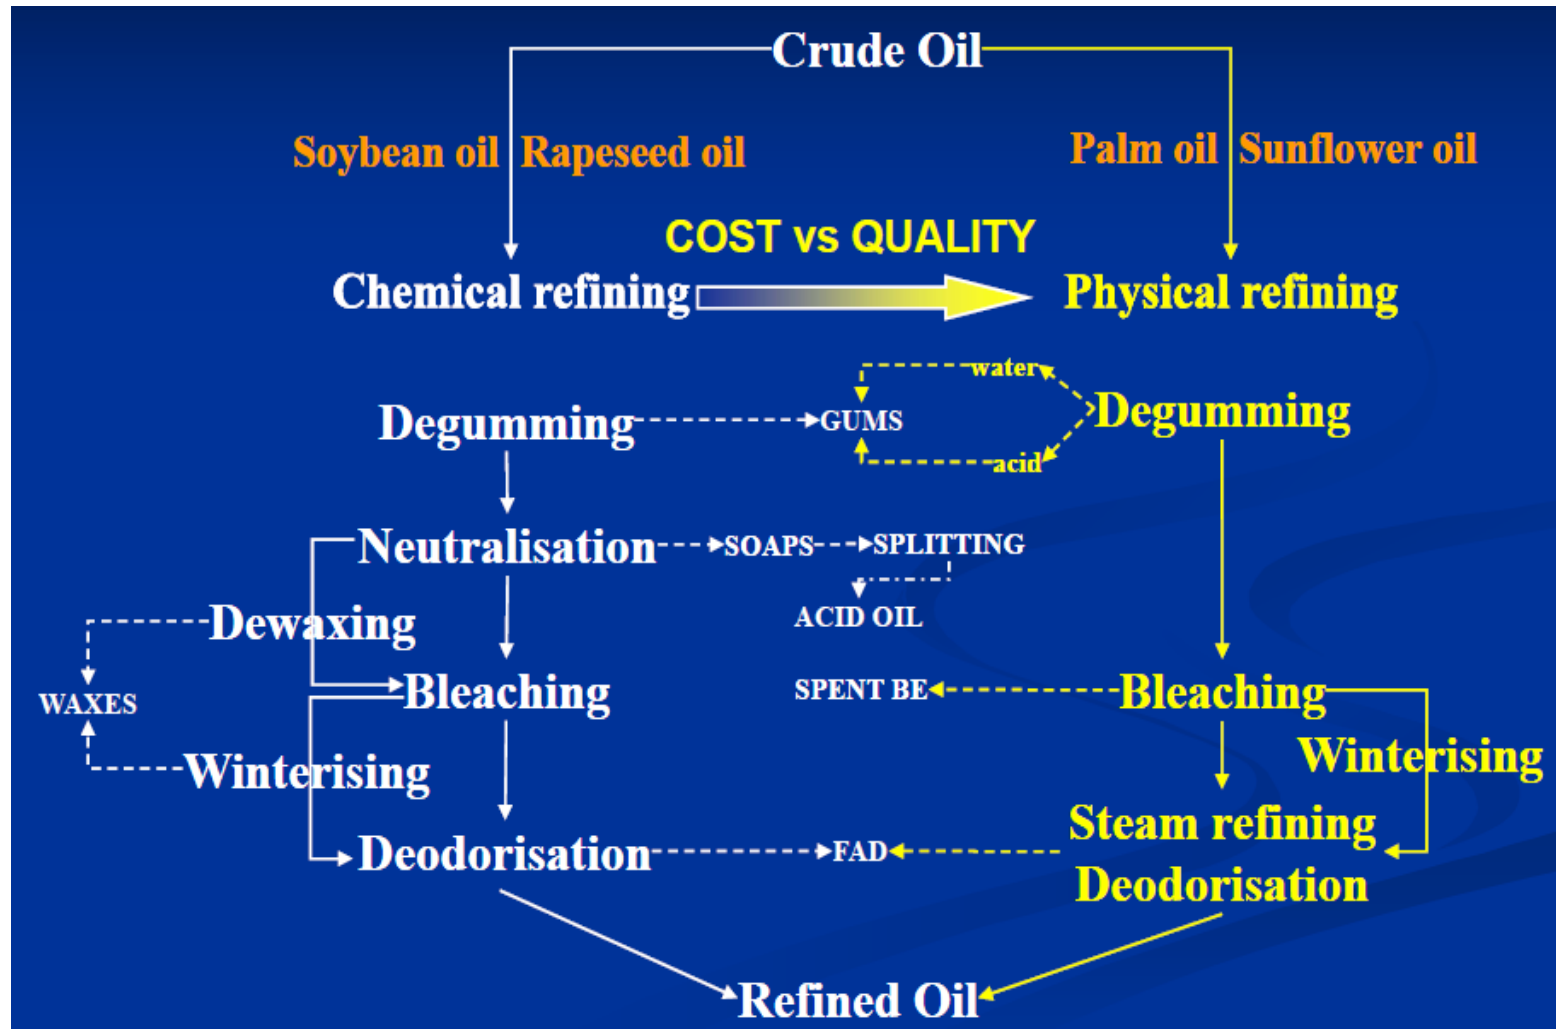 Crude Oil
Soybean oil Rapeseed oil
Palm oil Sunflower oil
COST vs QUALITY
Chemical refining
Physical refining
water
Degumming
GUMS
Degumming
acid
Neutralisation
SOAPS
SPLITTING
Dewaxing
ACID OIL
WAXES
Bleaching
SPENT BE
Bleaching
Winterising
Winterising
Steam refining
Deodorisation
FAD
Deodorisation
Refined Oil